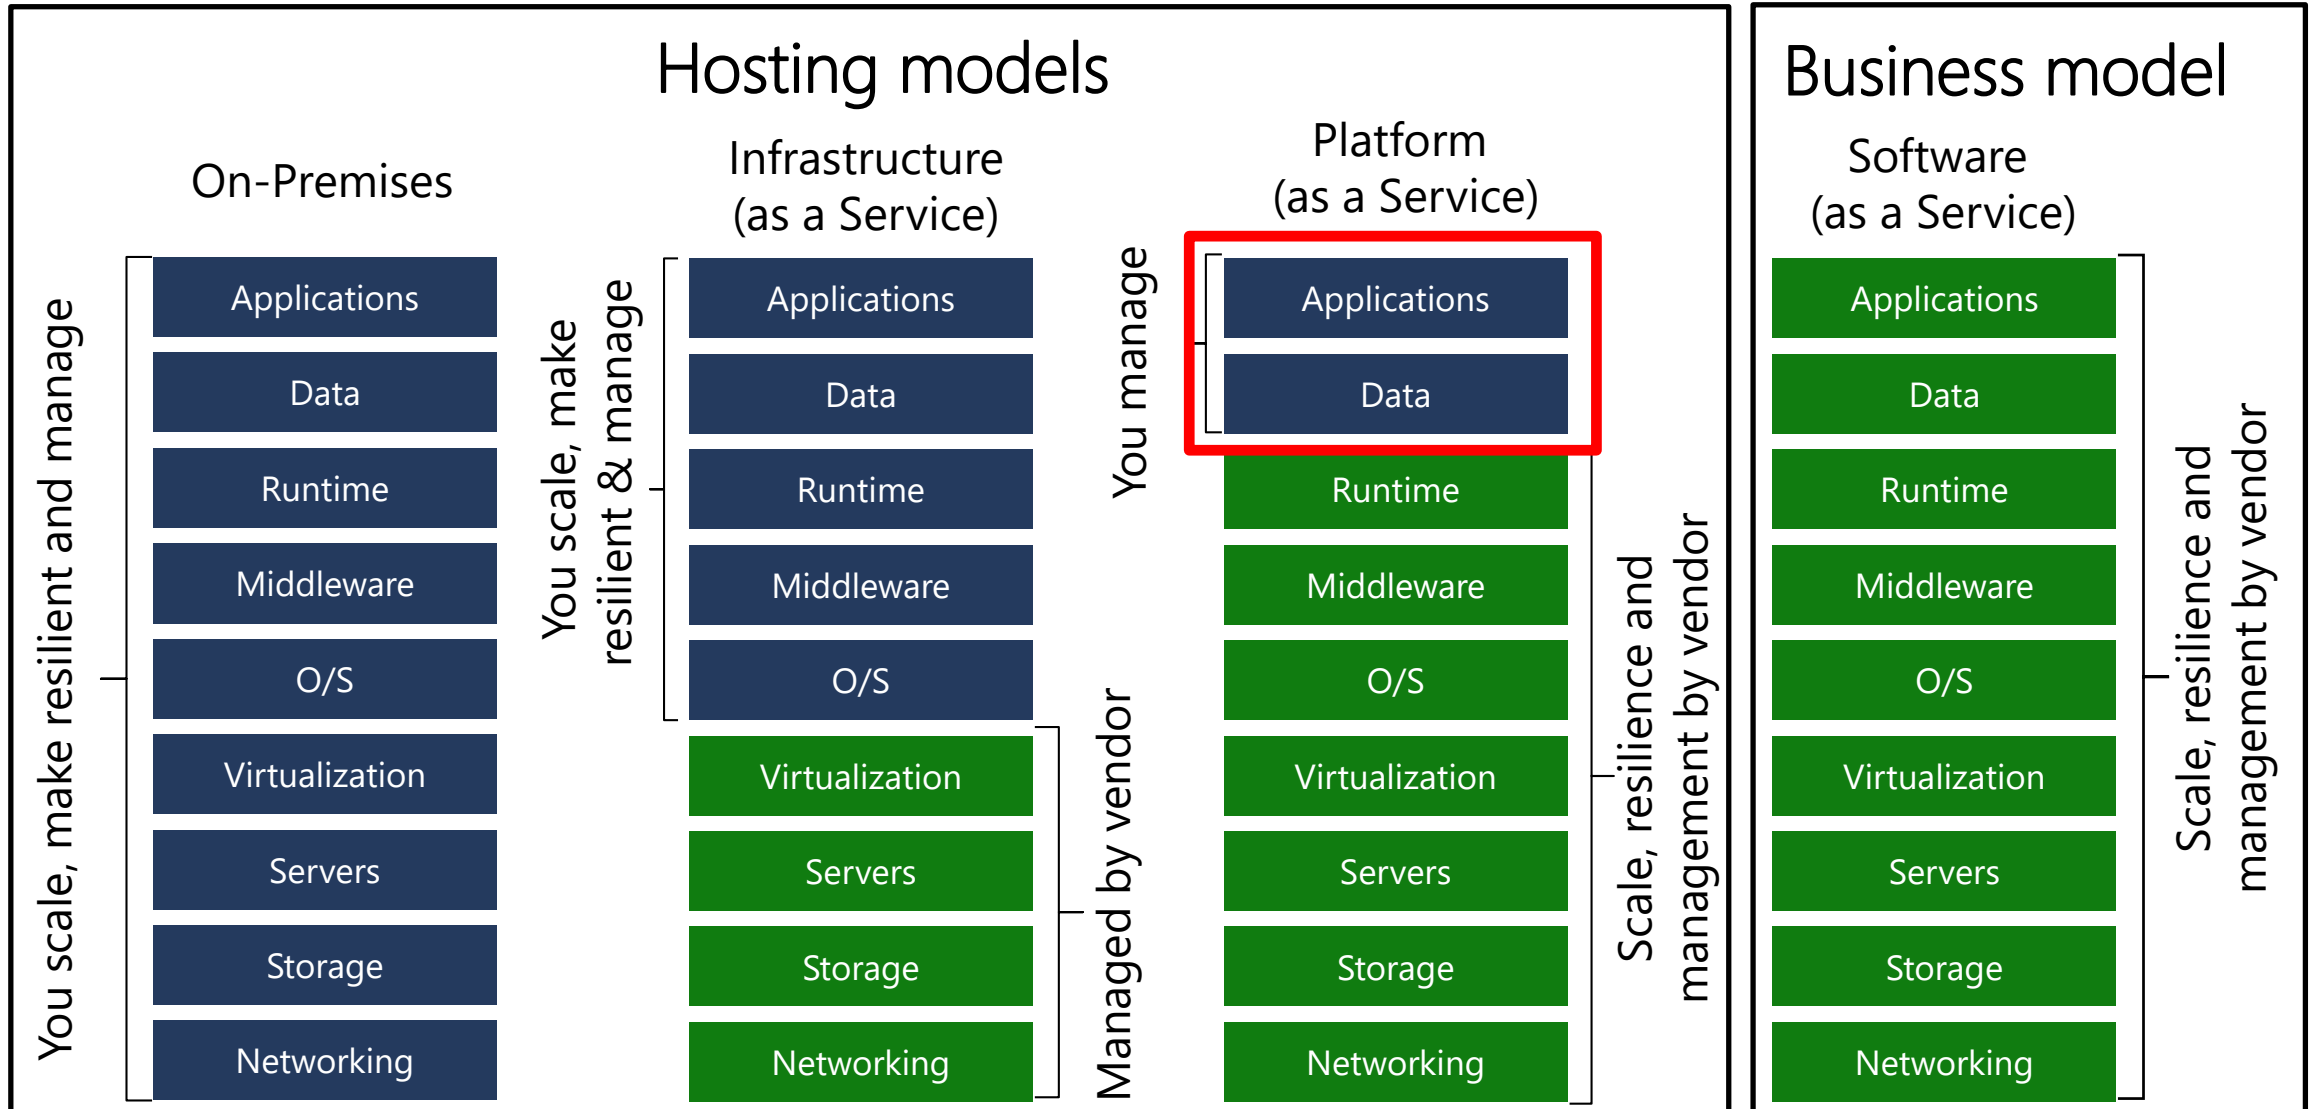 Hosting models
On-Premises
You scale, make resilient and manage
Applications
Data
Runtime
Middleware
O/S
Virtualization
Servers
Storage
Networking
Infrastructure
(as a Service)
You scale, make
resilient & manage
Applications
Data
Runtime
Middleware
O/S
Virtualization
Servers
Storage
Networking
Managed by vendor
Platform
(as a Service)
You manage
Applications
Data
Runtime
Middleware
O/S
Virtualization
Servers
Storage
Networking
Scale, resilience and
management by vendor
Business model
Software
(as a Service)
Applications
Data
Runtime
Middleware
O/S
Virtualization
Servers
Storage
Networking
Scale, resilience and
management by vendor